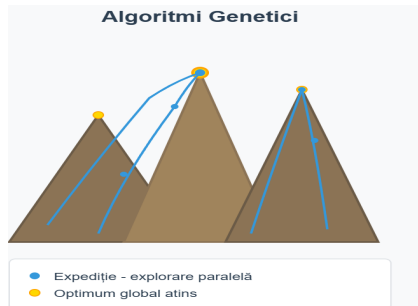 Algoritmi Genetici
Expediție - explorare paralelă
Optimum global atins